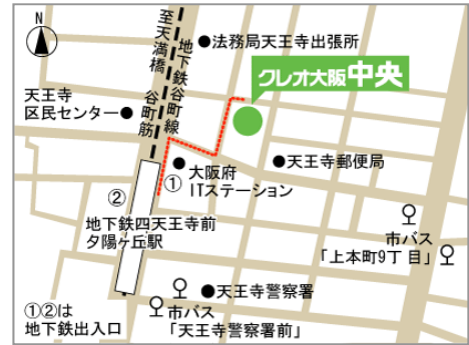 N
至天満橋
地下鉄谷町線
谷町筋
●法務局天王寺出張所
クレオ大阪中央
天王寺
区民センター●
●天王寺郵便局
●大阪府
ITステーション
①
②
地下鉄四天王寺前
夕陽ヶ丘駅
市バス
「上本町9丁目」
●天王寺警察署
市バス
「天王寺警察署前」
①②は
地下鉄出入口